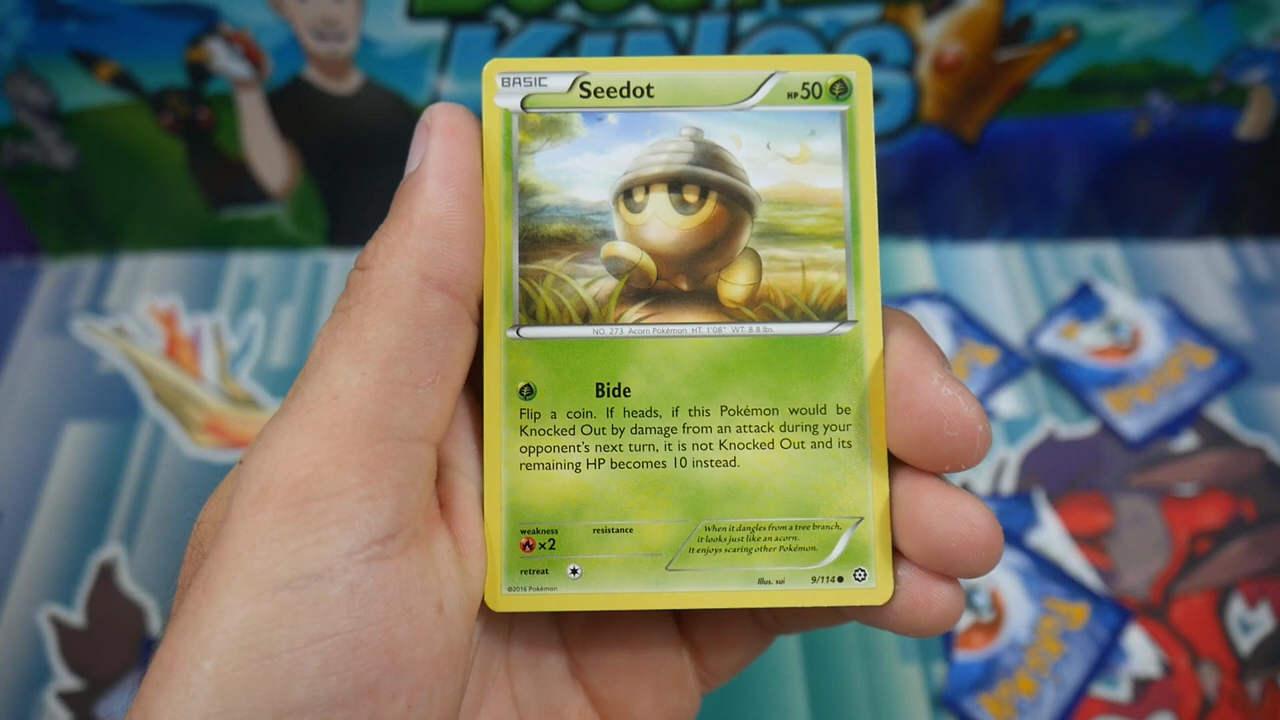 KINGS
BASIC Seedot HP 50
NO. 273 Acorn Pokémon HT. 1'08" WT. 8.8 lbs
Bide
Flip a coin. If heads, if this Pokémon would be
Knocked Out by damage from an attack during your
opponent's next turn, it is not Knocked Out and its
remaining HP becomes 10 instead.
weakness resistance
×2
retreat
When it dangles from a tree branch,
it looks just like an acorn.
It enjoys scaring other Pokémon.
Illus. sui 9/114
©2016 Pokémon